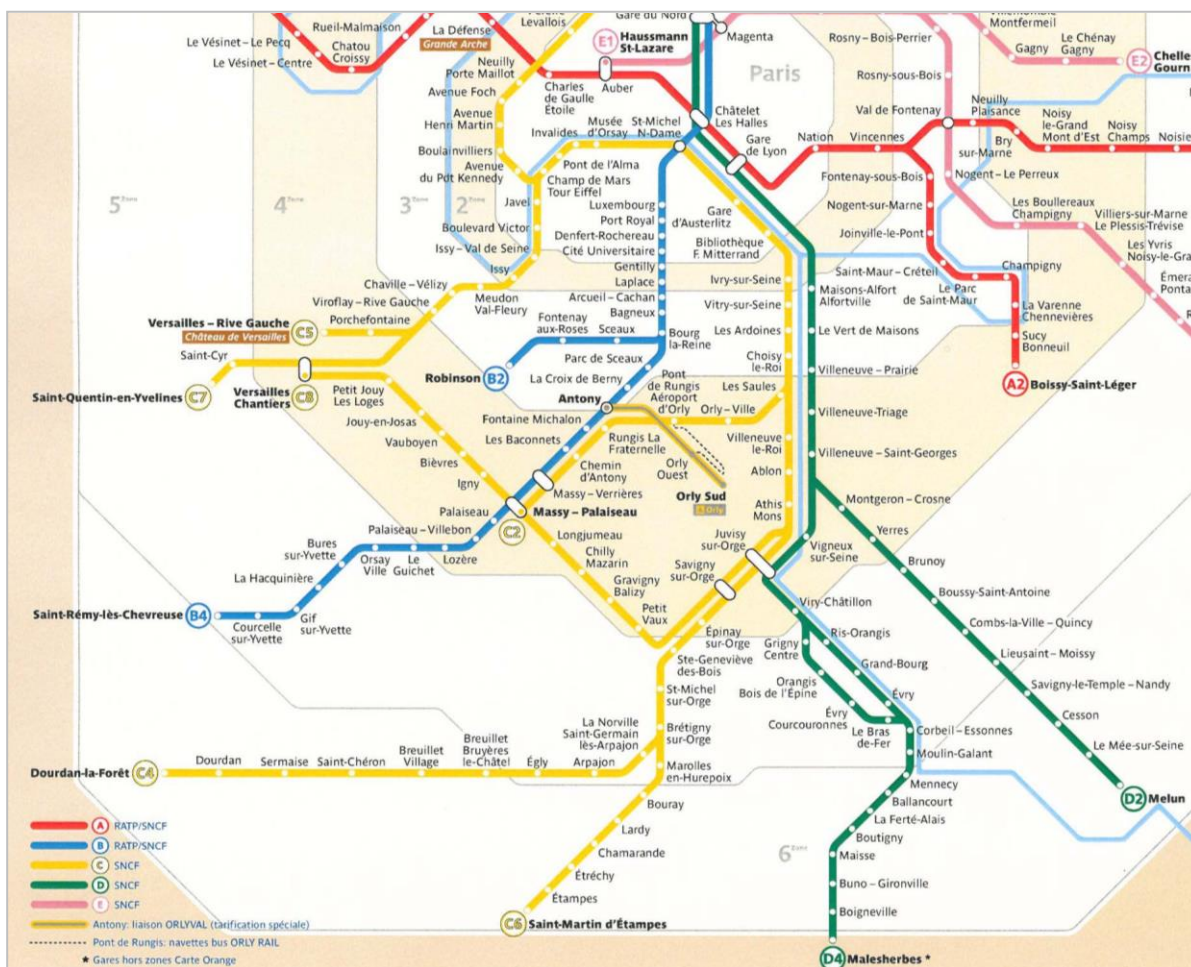 Gare du Nord
Magenta
Levallois
Rueil-Malmaison
Le Vésinet – Le Pecq
Le Vésinet – Centre
Chatou
Croissy
La Défense
Grande Arche
E1
Haussmann
St-Lazare
Auber
Paris
Montfermeil
Rosny – Bois-Perrier
Gagny
Le Chénay
Gagny
E2
Chelle
Gourn
Neuilly
Porte Maillot
Avenue Foch
Charles
de Gaulle
Étoile
Rosny-sous-Bois
Avenue
Henri Martin
Boulainvilliers
Avenue
du Pdt Kennedy
Invalides
Musée
d'Orsay
St-Michel
N-Dame
Châtelet
Les Halles
Gare
de Lyon
Nation
Vincennes
Val de Fontenay
Neuilly
Plaisance
Noisy
le-Grand
Mont d'Est
Noisy
Champs
Noisie
Bry
sur-Marne
Pont de l'Alma
Champ de Mars
Tour Eiffel
Fontenay-sous-Bois
Nogent – Le Perreux
5 Zone
4 Zone
3 Zone
2 Zone
Javel
Boulevard Victor
Issy – Val de Seine
Issy
Luxembourg
Port Royal
Denfert-Rochereau
Cité Universitaire
Gentilly
Laplace
Arcueil – Cachan
Bagneux
Gare
d'Austerlitz
Bibliothèque
F. Mitterrand
Nogent-sur-Marne
Joinville-le-Pont
Les Boullereaux
Champigny
Villiers-sur-Marne
Le Plessis-Trévise
Les Yvris
Noisy-le-Gra
Émera
Ponta
R
Ivry-sur-Seine
Vitry-sur-Seine
Les Ardoines
Choisy
le-Roi
Saint-Maur – Créteil
Le Parc
de Saint-Maur
Champigny
La Varenne
Chennevières
Sucy
Bonneuil
A2
Boissy-Saint-Léger
Maisons-Alfort
Alfortville
Le Vert de Maisons
Villeneuve – Prairie
Villeneuve-Triage
Villeneuve – Saint-Georges
Chaville – Vélizy
Viroflay – Rive Gauche
Meudon
Val-Fleury
Versailles – Rive Gauche
Château de Versailles
C5
Porchefontaine
Saint-Cyr
Saint-Quentin-en-Yvelines
C7
Versailles
Chantiers
C8
Petit Jouy
Les Loges
Jouy-en-Josas
Vauboyen
Bièvres
Igny
Fontenay
aux-Roses
Sceaux
Bourg
la-Reine
Robinson
B2
Parc de Sceaux
La Croix de Berny
Antony
Fontaine Michalon
Les Baconnets
Pont
de Rungis
Aéroport
d'Orly
Les Saules
Orly – Ville
Rungis La
Fraternelle
Chemin
d'Antony
Orly
Ouest
Orly Sud
Orly
Villeneuve
le-Roi
Ablon
Athis
Mons
Massy – Verrières
Massy – Palaiseau
C2
Palaiseau
Palaiseau – Villebon
Lozère
Le
Guichet
Orsay
Ville
Bures
sur-Yvette
La Hacquinière
Gif
sur-Yvette
Courcelle
sur-Yvette
Saint-Rémy-lès-Chevreuse
B4
Longjumeau
Chilly
Mazarin
Gravigny
Balizy
Petit
Vaux
Juvisy
sur-Orge
Savigny
sur-Orge
Vigneux
sur-Seine
Montgeron – Crosne
Yerres
Brunoy
Boussy-Saint-Antoine
Combs-la-Ville – Quincy
Lieusaint – Moissy
Savigny-le-Temple – Nandy
Cesson
Le Mée-sur-Seine
D2
Melun
Viry-Châtillon
Ris-Orangis
Grand-Bourg
Évry
Grigny
Centre
Orangis
Bois de l'Épine
Évry
Courcouronnes
Le Bras
de-Fer
Corbeil – Essonnes
Moulin-Galant
Mennecy
Ballancourt
La Ferté-Alais
Boutigny
Maisse
Buno – Gironville
Boigneville
D4
Malesherbes *
6 Zone
Épinay
sur-Orge
Ste-Geneviève
des-Bois
St-Michel
sur-Orge
Brétigny
sur-Orge
Marolles
en-Hurepoix
Bouray
Lardy
Chamarande
Étréchy
Étampes
C6
Saint-Martin d'Étampes
La Norville
Saint-Germain
lès-Arpajon
Arpajon
Égly
Breuillet
Bruyères
le-Châtel
Breuillet
Village
Saint-Chéron
Sermaise
Dourdan
Dourdan-la-Forêt
C4
A RATP/SNCF
B RATP/SNCF
C SNCF
D SNCF
E SNCF
Antony: liaison ORLYVAL (tarification spéciale)
Pont de Rungis: navettes bus ORLY RAIL
* Gares hors zones Carte Orange